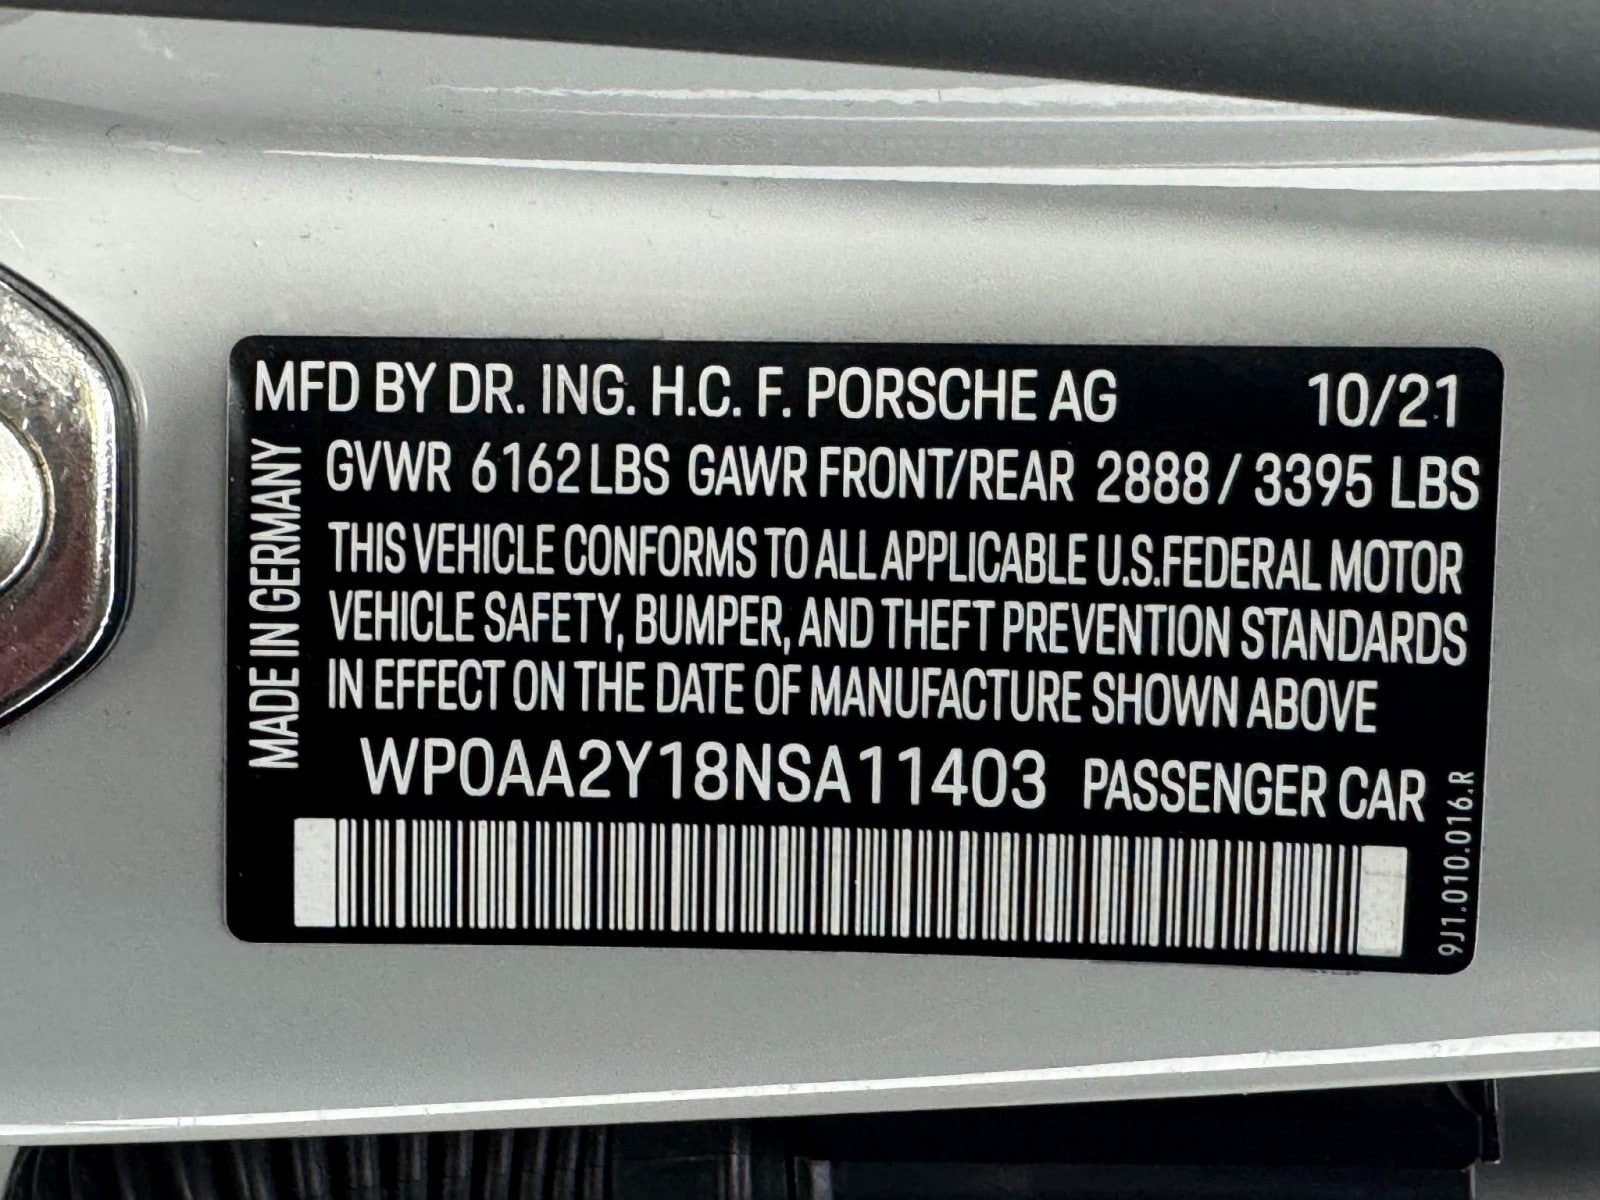 MFD BY DR. ING. H.C. F. PORSCHE AG 10/21
MADE IN GERMANY
GVWR 6162 LBS GAWR FRONT/REAR 2888 / 3395 LBS
THIS VEHICLE CONFORMS TO ALL APPLICABLE U.S.FEDERAL MOTOR
VEHICLE SAFETY, BUMPER, AND THEFT PREVENTION STANDARDS
IN EFFECT ON THE DATE OF MANUFACTURE SHOWN ABOVE
WP0AA2Y18NSA11403 PASSENGER CAR
9J1.010.016.R